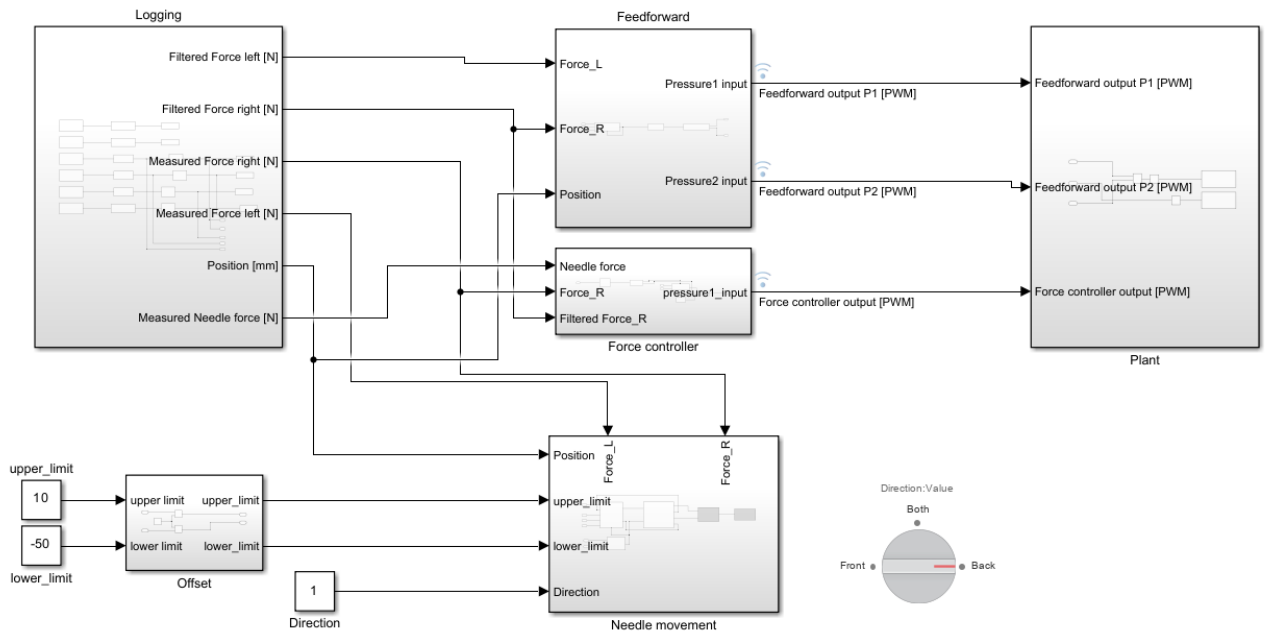 Logging
Filtered Force left [N]
Filtered Force right [N]
Measured Force right [N]
Measured Force left [N]
Position [mm]
Measured Needle force [N]
Feedforward
Force_L
Force_R
Position
Pressure1 input
Pressure2 input
Feedforward output P1 [PWM]
Feedforward output P2 [PWM]
Needle force
Force_R
Filtered Force_R
pressure1_input
Force controller output [PWM]
Force controller
Feedforward output P1 [PWM]
Feedforward output P2 [PWM]
Force controller output [PWM]
Plant
upper_limit
10
-50
lower_limit
upper limit
lower limit
upper_limit
lower_limit
Offset
1
Direction
Force_L
Force_R
Position
upper_limit
lower_limit
Direction
Needle movement
Direction:Value
Both
Front
Back